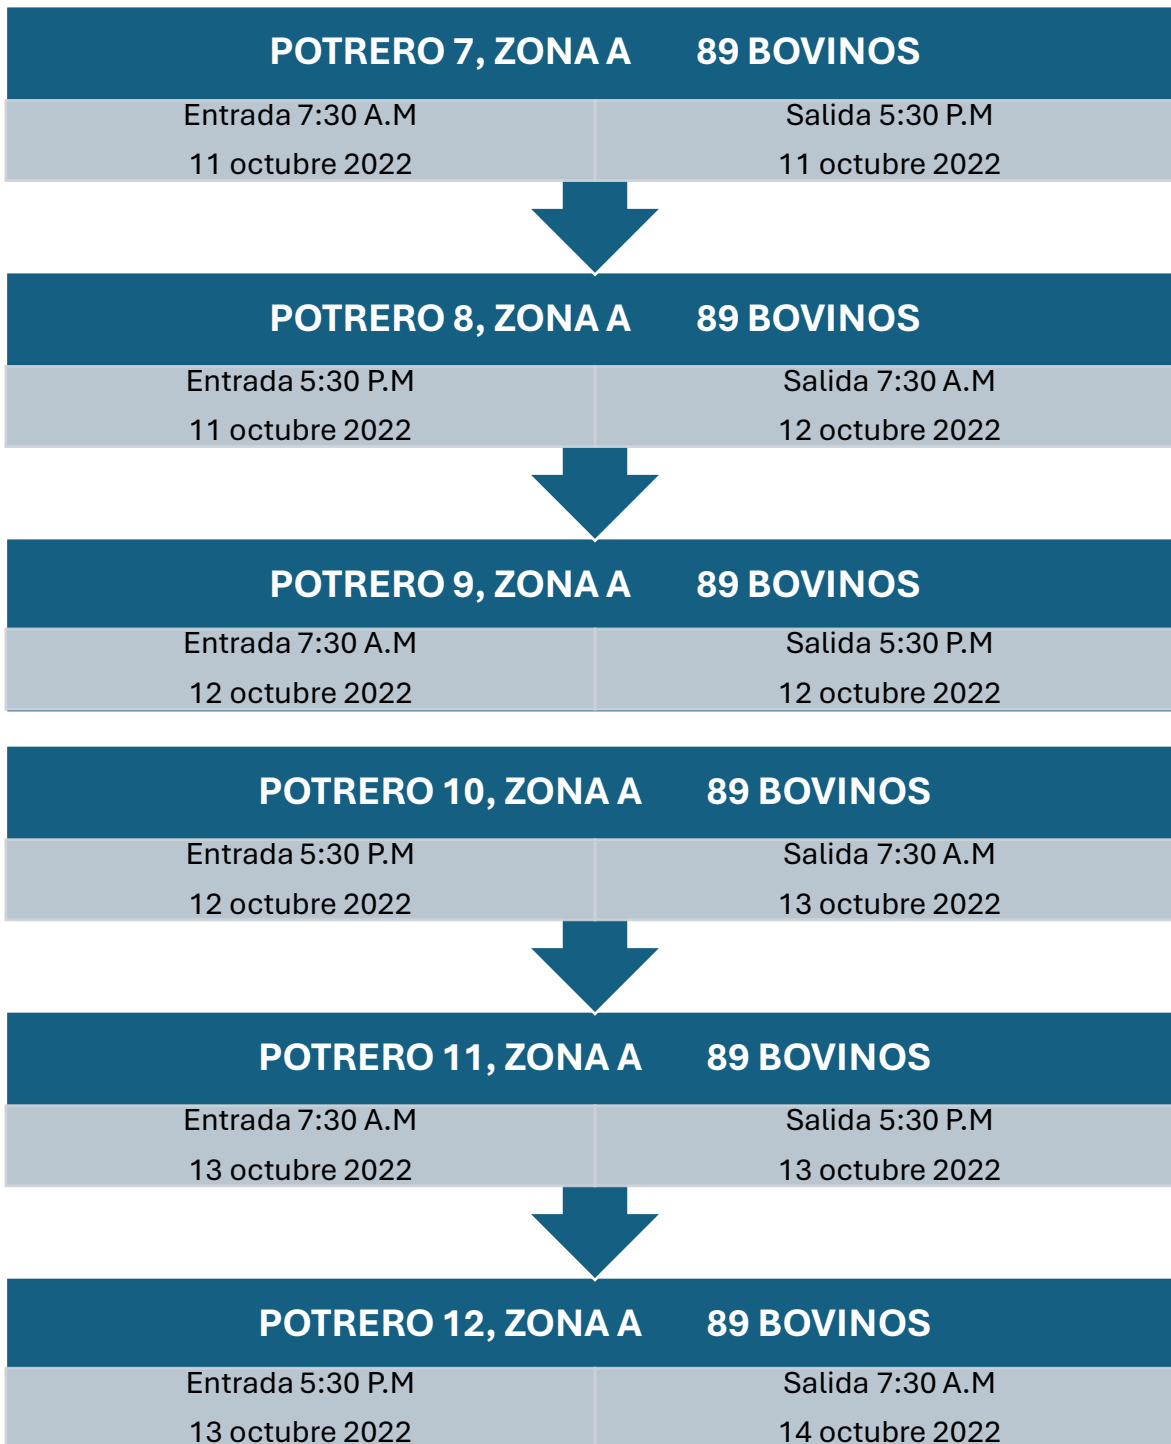 POTRERO 7, ZONA A 89 BOVINOS
Entrada 7:30 A.M Salida 5:30 P.M
11 octubre 2022 11 octubre 2022
POTRERO 8, ZONA A 89 BOVINOS
Entrada 5:30 P.M Salida 7:30 A.M
11 octubre 2022 12 octubre 2022
POTRERO 9, ZONA A 89 BOVINOS
Entrada 7:30 A.M Salida 5:30 P.M
12 octubre 2022 12 octubre 2022
POTRERO 10, ZONA A 89 BOVINOS
Entrada 5:30 P.M Salida 7:30 A.M
12 octubre 2022 13 octubre 2022
POTRERO 11, ZONA A 89 BOVINOS
Entrada 7:30 A.M Salida 5:30 P.M
13 octubre 2022 13 octubre 2022
POTRERO 12, ZONA A 89 BOVINOS
Entrada 5:30 P.M Salida 7:30 A.M
13 octubre 2022 14 octubre 2022